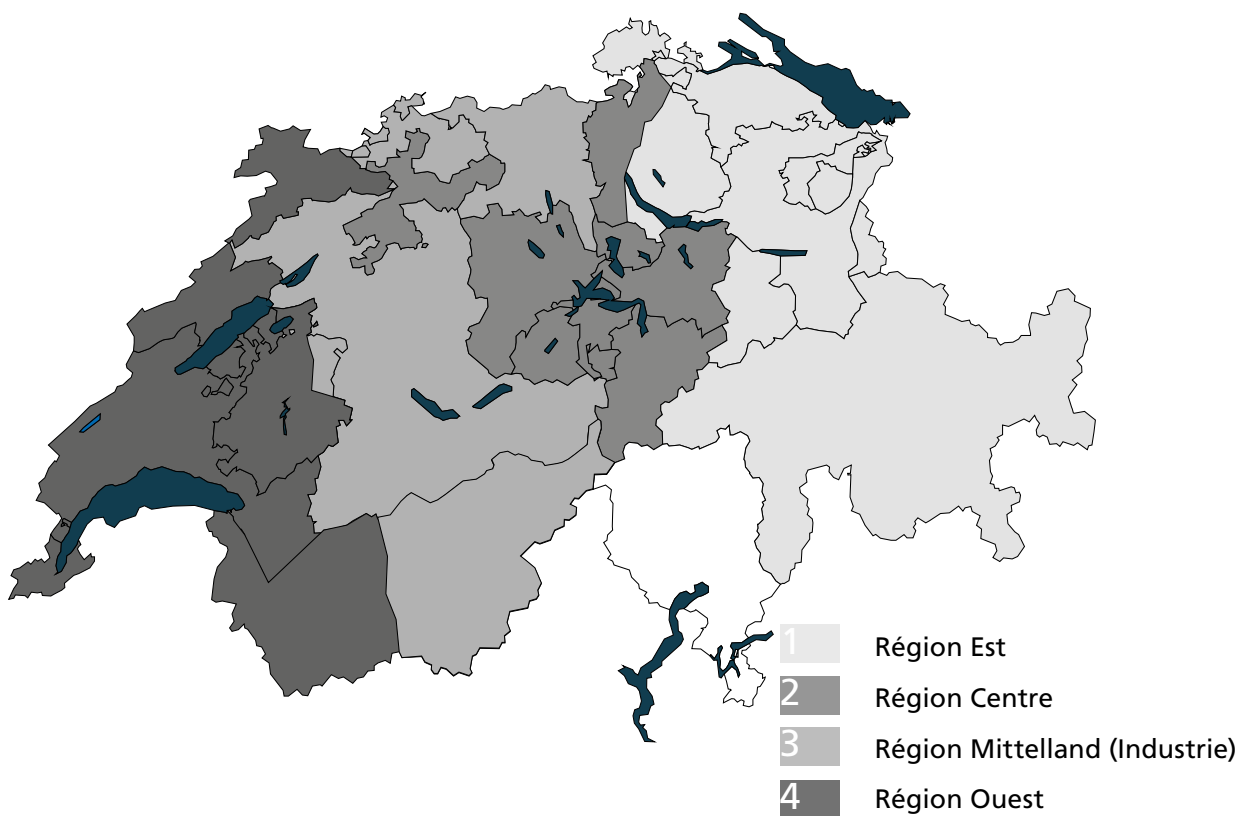 1 Région Est
2 Région Centre
3 Région Mittelland (Industrie)
4 Région Ouest